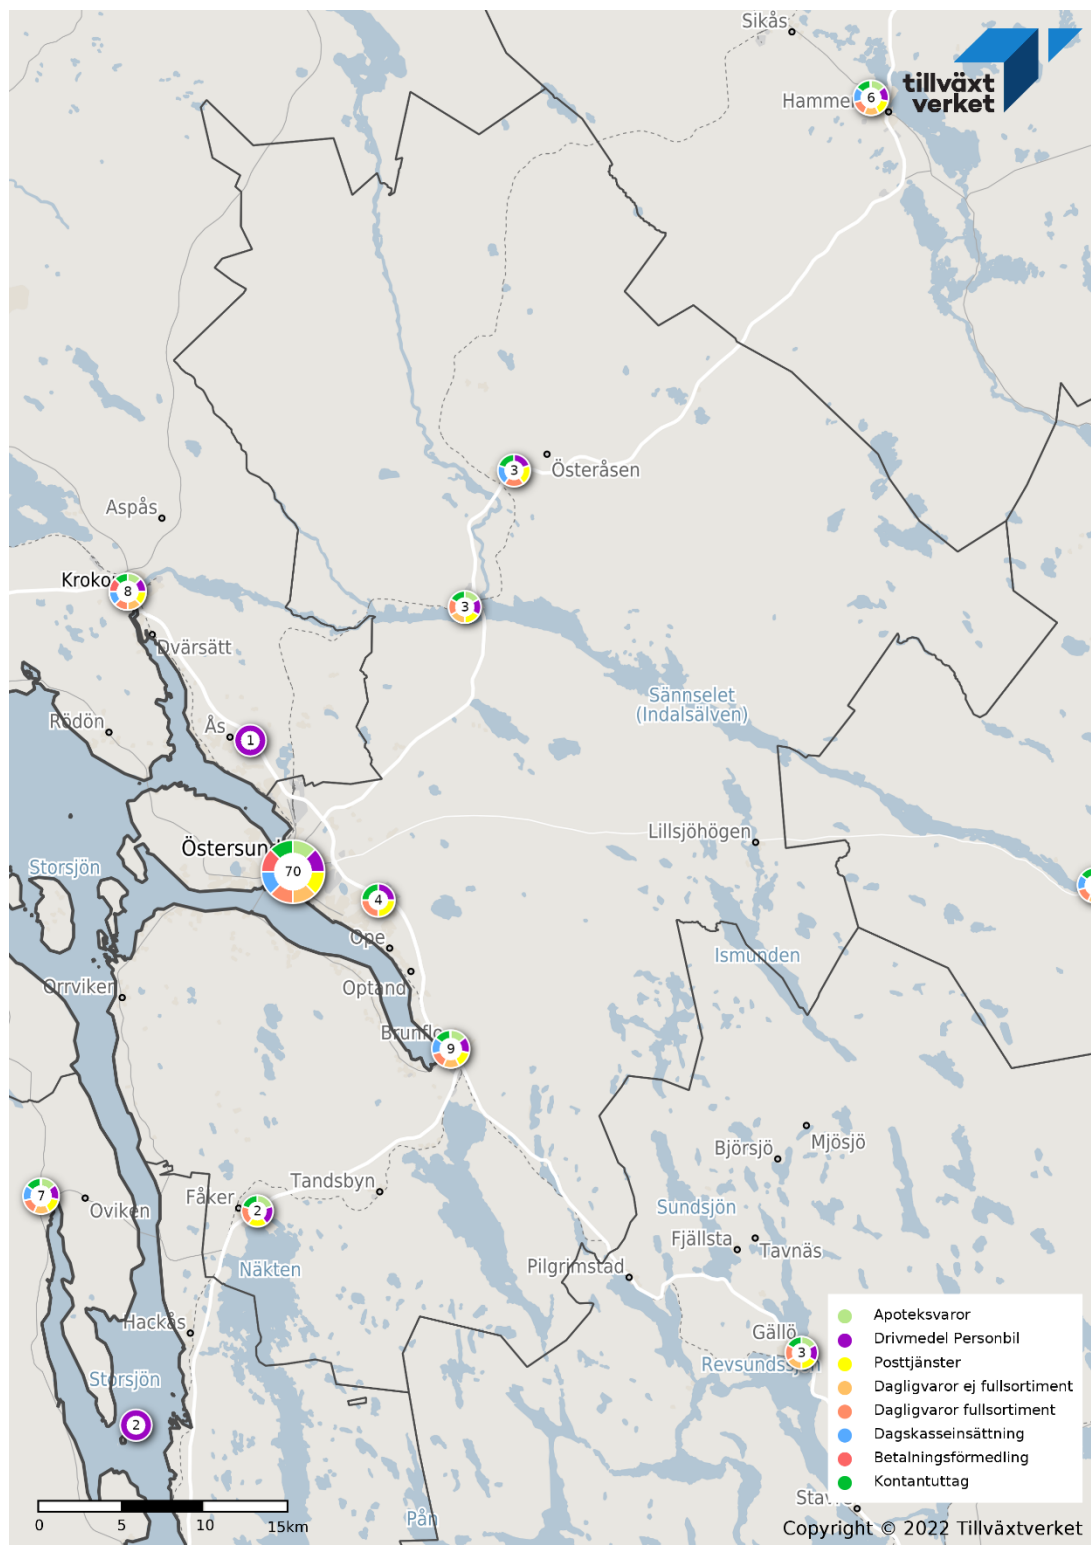 Sikås
tillväxt
verket
Hammer
6
Österåsen
3
Aspås
Krokom
8
3
Dvärsätt
Sännselet
(Indalsälven)
Rödön
Ås
1
Lillsjöhögen
Östersund
70
Storsjön
4
Ope
Ismunden
Optand
Orrviken
Brunflo
9
Mjösjö
Björsjö
Tandsbyn
7
Fåker
2
Oviken
Sundsjön
Fjällsta
Tavnäs
Pilgrimstad
Näkten
Hackås
Gällö
3
Revsundssjön
Storsjön
2
Apoteksvaror
Drivmedel Personbil
Posttjänster
Dagligvaror ej fullsortiment
Dagligvaror fullsortiment
Dagskasseinsättning
Betalningsförmedling
Kontantuttag
Stavre
Pån
0 5 10 15km
Copyright © 2022 Tillväxtverket